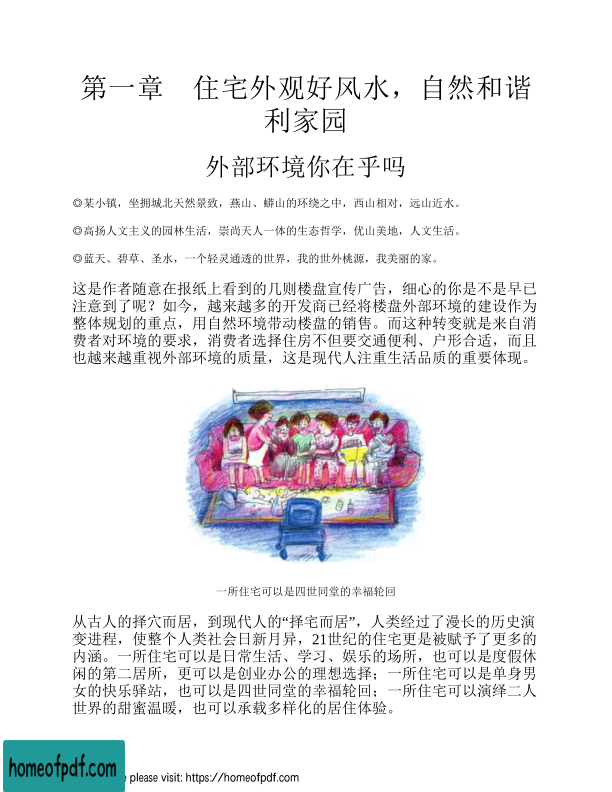 第一章　住宅外观好风水，自然和谐
利家园
外部环境你在乎吗
◎某小镇，坐拥城北天然景致，燕山、蟒山的环绕之中，西山相对，远山近水。
◎高扬人文主义的园林生活，崇尚天人一体的生态哲学，优山美地，人文生活。
◎蓝天、碧草、圣水，一个轻灵通透的世界，我的世外桃源，我美丽的家。
这是作者随意在报纸上看到的几则楼盘宣传广告，细心的你是不是早已
注意到了呢？如今，越来越多的开发商已经将楼盘外部环境的建设作为
整体规划的重点，用自然环境带动楼盘的销售。而这种转变就是来自消
费者对环境的要求，消费者选择住房不但要交通便利、户形合适，而且
也越来越重视外部环境的质量，这是现代人注重生活品质的重要体现。
一所住宅可以是四世同堂的幸福轮回
从古人的择穴而居，到现代人的“择宅而居”，人类经过了漫长的历史演
变进程，使整个人类社会日新月异，21世纪的住宅更是被赋予了更多的
内涵。一所住宅可以是日常生活、学习、娱乐的场所，也可以是度假休
闲的第二居所，更可以是创业办公的理想选择；一所住宅可以是单身男
女的快乐驿站，也可以是四世同堂的幸福轮回；一所住宅可以演绎二人
世界的甜蜜温暖，也可以承载多样化的居住体验。
homeofpdf.com
e please visit: https://homeofpdf.com